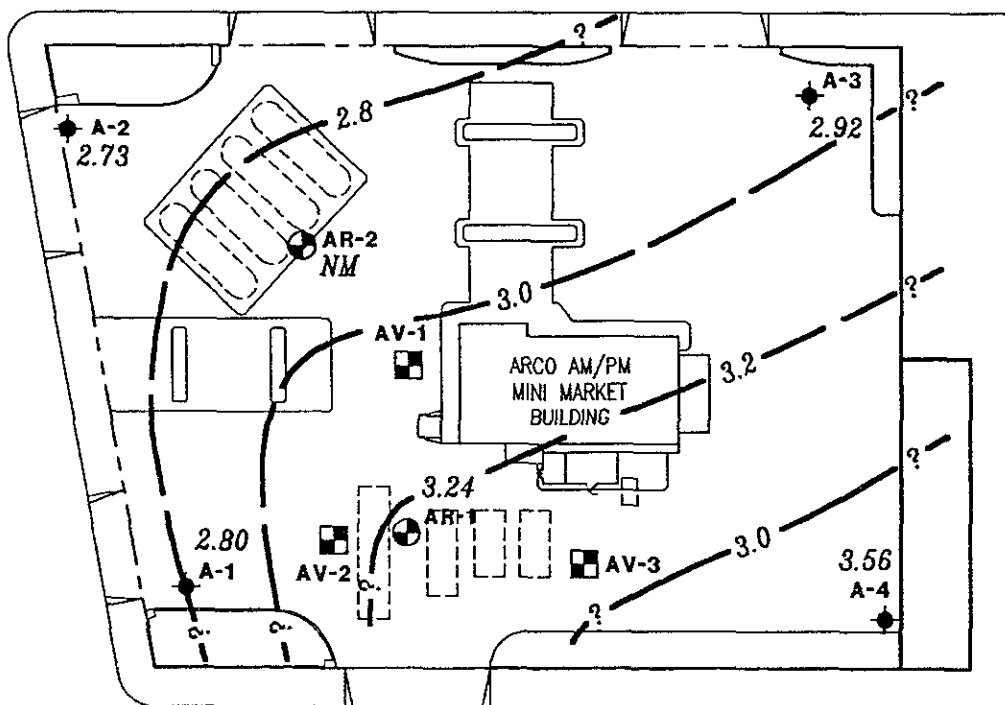 ?
2.8
A-3
2.92
?
A-2
2.73
AR-2
NM
3.0
?
AV-1
ARCO AM/PM
MINI MARKET
BUILDING
3.2
?
3.24
AR-1
2.80
A-1
AV-2
AV-3
3.0
3.56
A-4
?
?
?
?